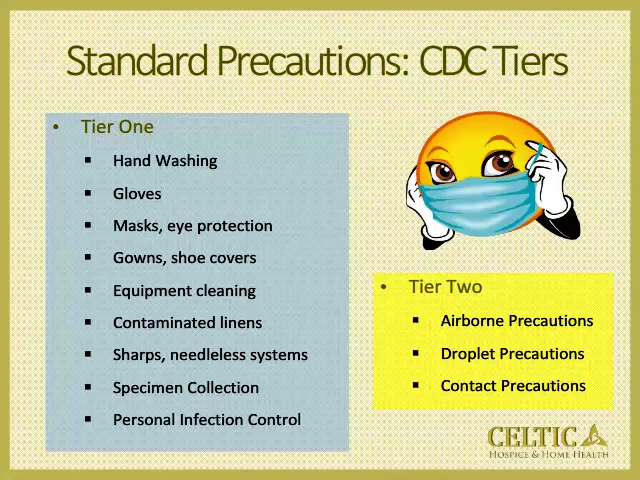 Standard Precautions: CDC Tiers
• Tier One
▪ Hand Washing
▪ Gloves
▪ Masks, eye protection
▪ Gowns, shoe covers
▪ Equipment cleaning
▪ Contaminated linens
▪ Sharps, needleless systems
▪ Specimen Collection
▪ Personal Infection Control
• Tier Two
▪ Airborne Precautions
▪ Droplet Precautions
▪ Contact Precautions
CELTIC
HOSPICE & HOME HEALTH